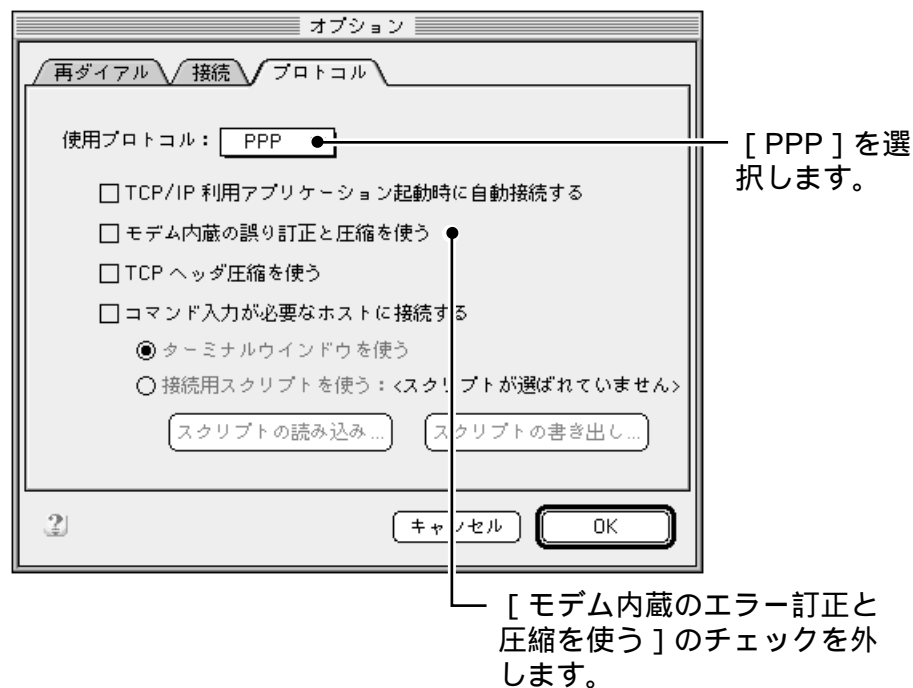 オプション
再ダイアル 接続 プロトコル
使用プロトコル： PPP
［PPP］を選
択します。
TCP/IP 利用アプリケーション起動時に自動接続する
モデム内蔵の誤り訂正と圧縮を使う
TCP ヘッダ圧縮を使う
コマンド入力が必要なホストに接続する
ターミナルウインドウを使う
接続用スクリプトを使う：<スクリプトが選ばれていません>
スクリプトの読み込み... スクリプトの書き出し...
キャンセル OK
［モデム内蔵のエラー訂正と
圧縮を使う］のチェックを外
します。